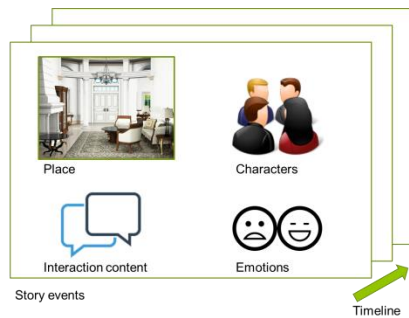 Place
Characters
Interaction content
Emotions
Story events
Timeline